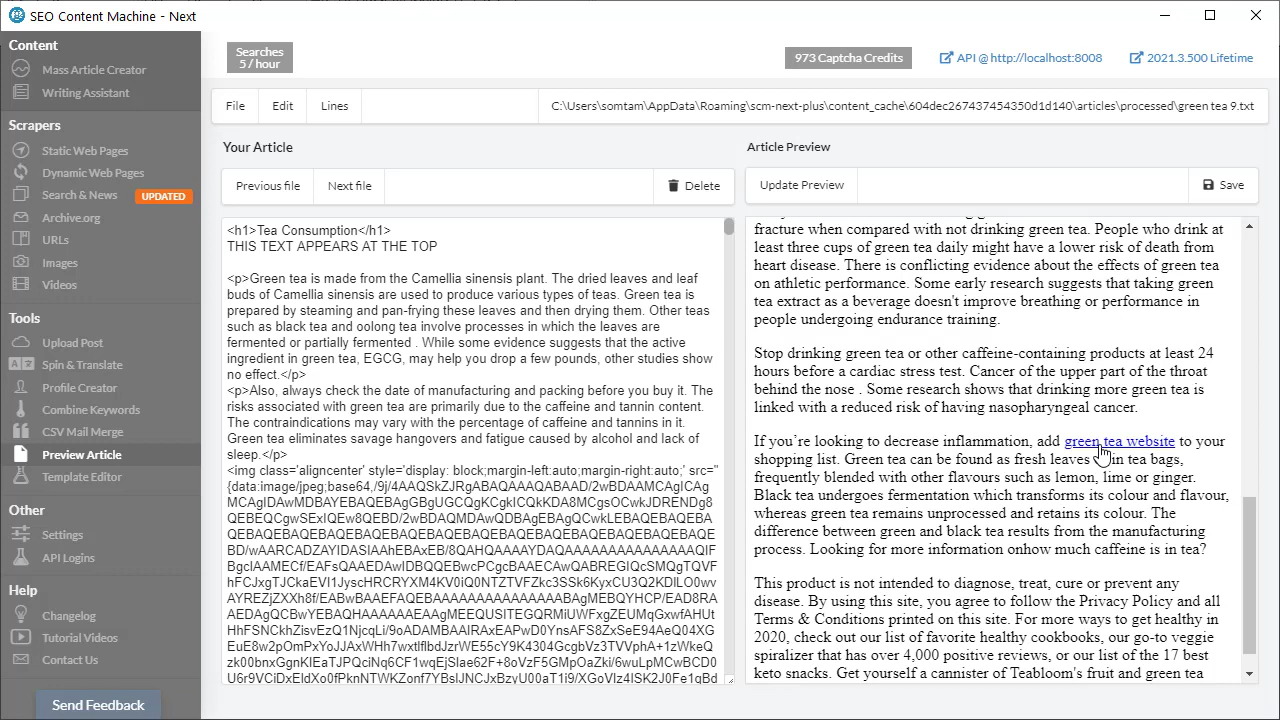 SEO Content Machine - Next
Content
Mass Article Creator
Writing Assistant
Scrapers
Static Web Pages
Dynamic Web Pages
Search & News UPDATED
Archive.org
URLs
Images
Videos
Tools
Upload Post
Spin & Translate
Profile Creator
Combine Keywords
CSV Mail Merge
Preview Article
Template Editor
Other
Settings
API Logins
Help
Changelog
Tutorial Videos
Contact Us
Send Feedback
Searches
5 / hour
973 Captcha Credits
API @ http://localhost:8008
2021.3.500 Lifetime
File Edit Lines
C:\Users\somtam\AppData\Roaming\scm-next-plus\content_cache\604dec267437454350d1d140\articles\processed\green tea 9.txt
Your Article
Previous file Next file Delete
<h1>Tea Consumption</h1>
THIS TEXT APPEARS AT THE TOP
<p>Green tea is made from the Camellia sinensis plant. The dried leaves and leaf
buds of Camellia sinensis are used to produce various types of teas. Green tea is
prepared by steaming and pan-frying these leaves and then drying them. Other teas
such as black tea and oolong tea involve processes in which the leaves are
fermented or partially fermented . While some evidence suggests that the active
ingredient in green tea, EGCG, may help you drop a few pounds, other studies show
no effect.</p>
<p>Also, always check the date of manufacturing and packing before you buy it. The
risks associated with green tea are primarily due to the caffeine and tannin content.
The contraindications may vary with the percentage of caffeine and tannins in it.
Green tea eliminates savage hangovers and fatigue caused by alcohol and lack of
sleep.</p>
<img class='aligncenter' style='display: block;margin-left:auto;margin-right:auto;' src="
Article Preview
Update Preview Save
fracture when compared with not drinking green tea. People who drink at
least three cups of green tea daily might have a lower risk of death from
heart disease. There is conflicting evidence about the effects of green tea
on athletic performance. Some early research suggests that taking green
tea extract as a beverage doesn't improve breathing or performance in
people undergoing endurance training.
Stop drinking green tea or other caffeine-containing products at least 24
hours before a cardiac stress test. Cancer of the upper part of the throat
behind the nose . Some research shows that drinking more green tea is
linked with a reduced risk of having nasopharyngeal cancer.
If you're looking to decrease inflammation, add green tea website to your
shopping list. Green tea can be found as fresh leaves in tea bags,
frequently blended with other flavours such as lemon, lime or ginger.
Black tea undergoes fermentation which transforms its colour and flavour,
whereas green tea remains unprocessed and retains its colour. The
difference between green and black tea results from the manufacturing
process. Looking for more information onhow much caffeine is in tea?
This product is not intended to diagnose, treat, cure or prevent any
disease. By using this site, you agree to follow the Privacy Policy and all
Terms & Conditions printed on this site. For more ways to get healthy in
2020, check out our list of favorite healthy cookbooks, our go-to veggie
spiralizer that has over 4,000 positive reviews, or our list of the 17 best
keto snacks. Get yourself a cannister of Teabloom's fruit and green tea